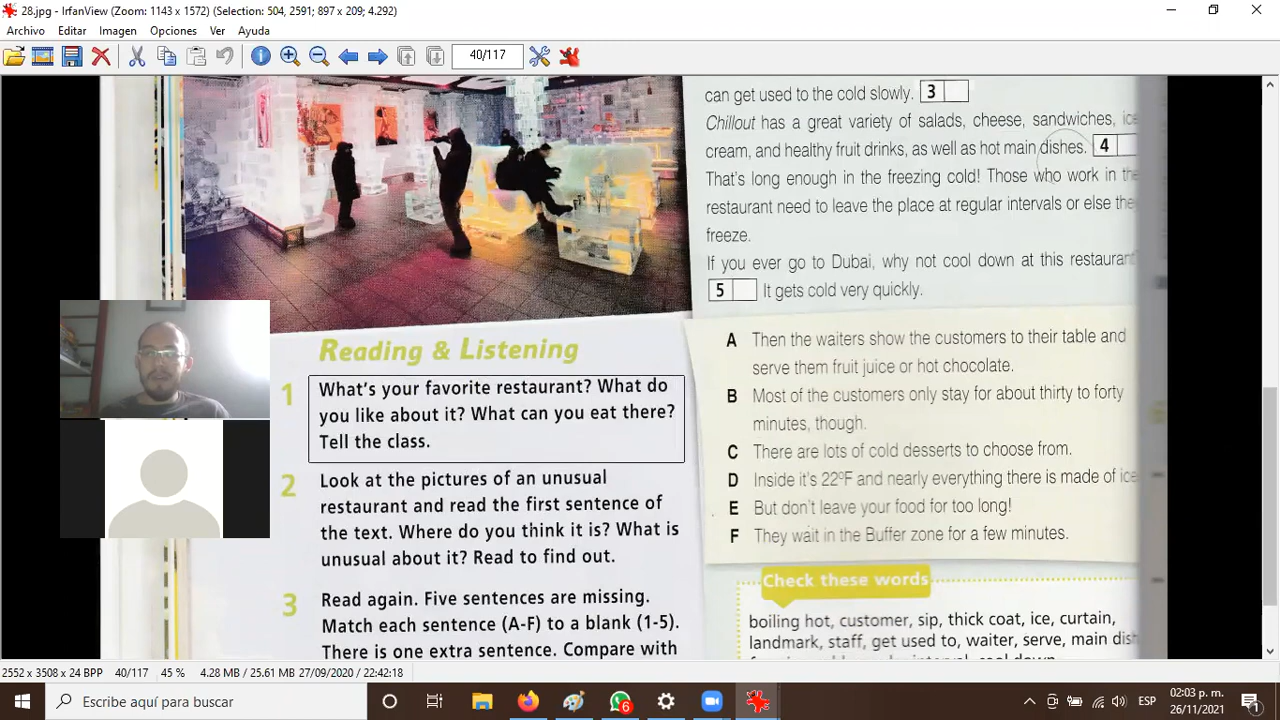 28.jpg - IrfanView (Zoom: 1143 x 1572) (Selection: 504, 2591; 897 x 209; 4.292)
Archivo Editar Imagen Opciones Ver Ayuda
40/117
can get used to the cold slowly. 3
Chillout has a great variety of salads, cheese, sandwiches, ice
cream, and healthy fruit drinks, as well as hot main dishes. 4
That's long enough in the freezing cold! Those who work in the
restaurant need to leave the place at regular intervals or else the
freeze.
If you ever go to Dubai, why not cool down at this restaurant
5 It gets cold very quickly.
Reading & Listening
1 What's your favorite restaurant? What do
you like about it? What can you eat there?
Tell the class.
2 Look at the pictures of an unusual
restaurant and read the first sentence of
the text. Where do you think it is? What is
unusual about it? Read to find out.
3 Read again. Five sentences are missing.
Match each sentence (A-F) to a blank (1-5).
There is one extra sentence. Compare with
A Then the waiters show the customers to their table and
serve them fruit juice or hot chocolate.
B Most of the customers only stay for about thirty to forty
minutes, though.
C There are lots of cold desserts to choose from.
D Inside it's 22°F and nearly everything there is made of ice
E But don't leave your food for too long!
F They wait in the Buffer zone for a few minutes.
Check these words
boiling hot, customer, sip, thick coat, ice, curtain,
landmark, staff, get used to, waiter, serve, main dish
2552 x 3508 x 24 BPP 40/117 45 % 4.28 MB / 25.61 MB 27/09/2020 / 22:42:18
Escribe aquí para buscar
6
ESP
02:03 p. m.
26/11/2021
1